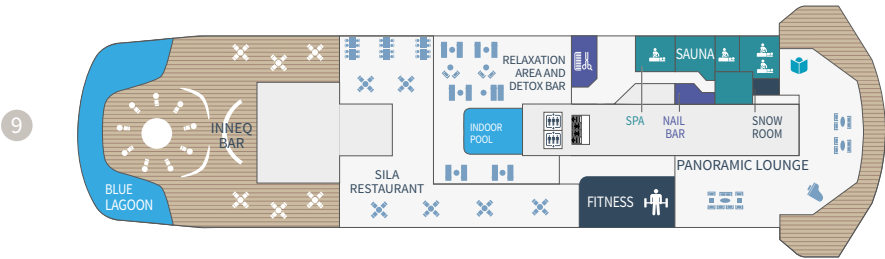 9
BLUE
LAGOON
INNEQ
BAR
SILA
RESTAURANT
RELAXATION
AREA AND
DETOX BAR
INDOOR
POOL
SAUNA
SPA
NAIL
BAR
SNOW
ROOM
PANORAMIC LOUNGE
FITNESS